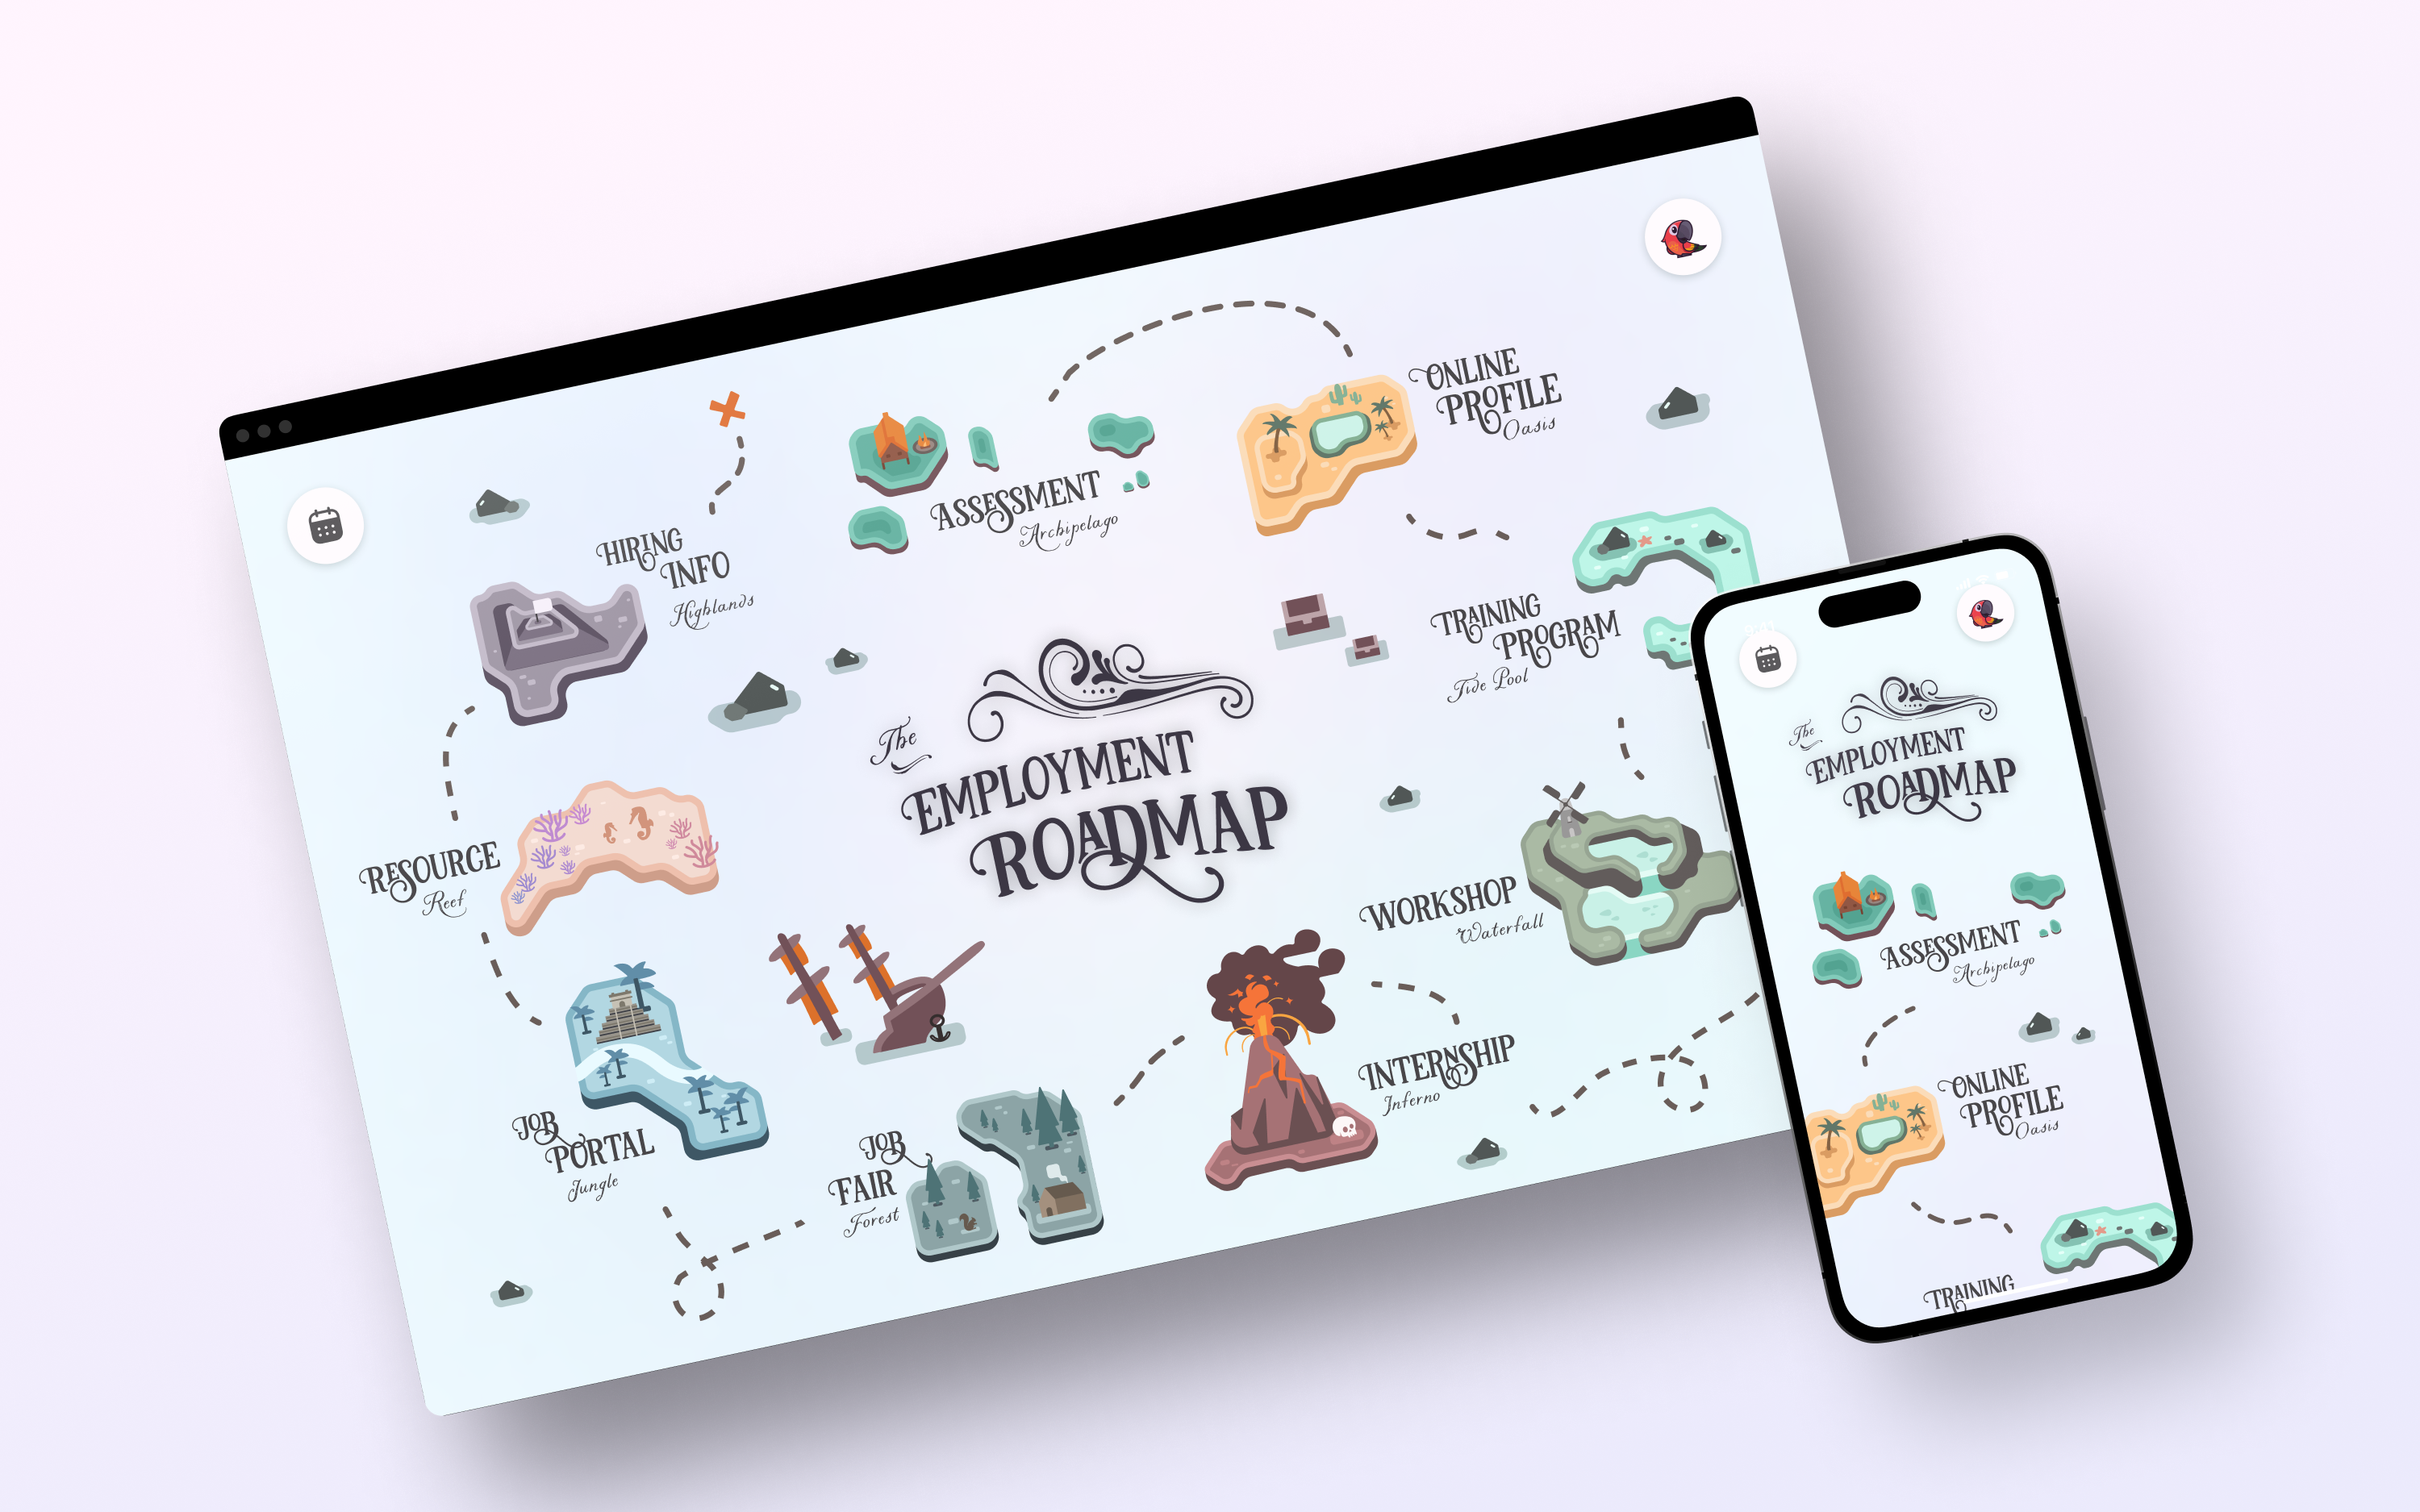 The
EMPLOYMENT
ROADMAP
ASSESSMENT
Archipelago
ONLINE
PROFILE
Oasis
TRAINING
PROGRAM
Tide Pool
WORKSHOP
Waterfall
INTERNSHIP
Inferno
JOB
FAIR
Forest
JOB
PORTAL
Jungle
RESOURCE
Reef
HIRING
INFO
Highlands
The
EMPLOYMENT
ROADMAP
ASSESSMENT
Archipelago
ONLINE
PROFILE
Oasis
TRAINING